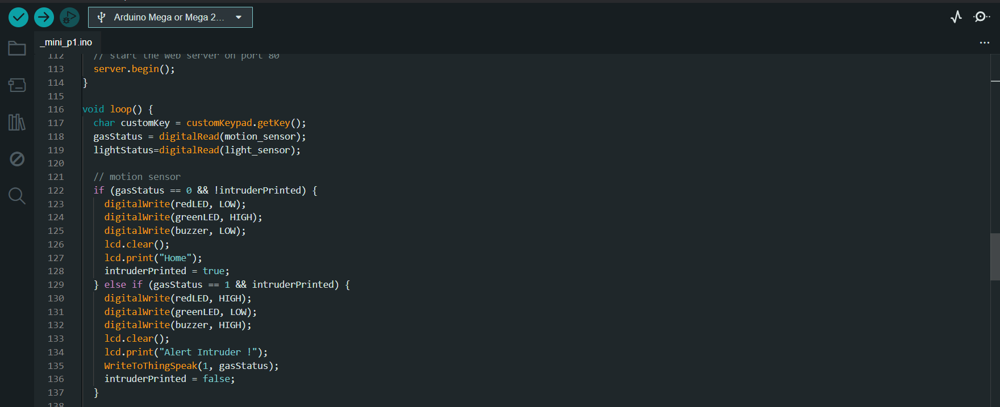 Arduino Mega or Mega 2...
_mini_p1.ino
112 // start the web server on port 80
113 server.begin();
114 }
115
116 void loop() {
117 char customKey = customKeypad.getKey();
118 gasStatus = digitalRead(motion_sensor);
119 lightStatus=digitalRead(light_sensor);
120
121 // motion sensor
122 if (gasStatus == 0 && !intruderPrinted) {
123 digitalWrite(redLED, LOW);
124 digitalWrite(greenLED, HIGH);
125 digitalWrite(buzzer, LOW);
126 lcd.clear();
127 lcd.print("Home");
128 intruderPrinted = true;
129 } else if (gasStatus == 1 && intruderPrinted) {
130 digitalWrite(redLED, HIGH);
131 digitalWrite(greenLED, LOW);
132 digitalWrite(buzzer, HIGH);
133 lcd.clear();
134 lcd.print("Alert Intruder !");
135 WriteToThingSpeak(1, gasStatus);
136 intruderPrinted = false;
137 }
138